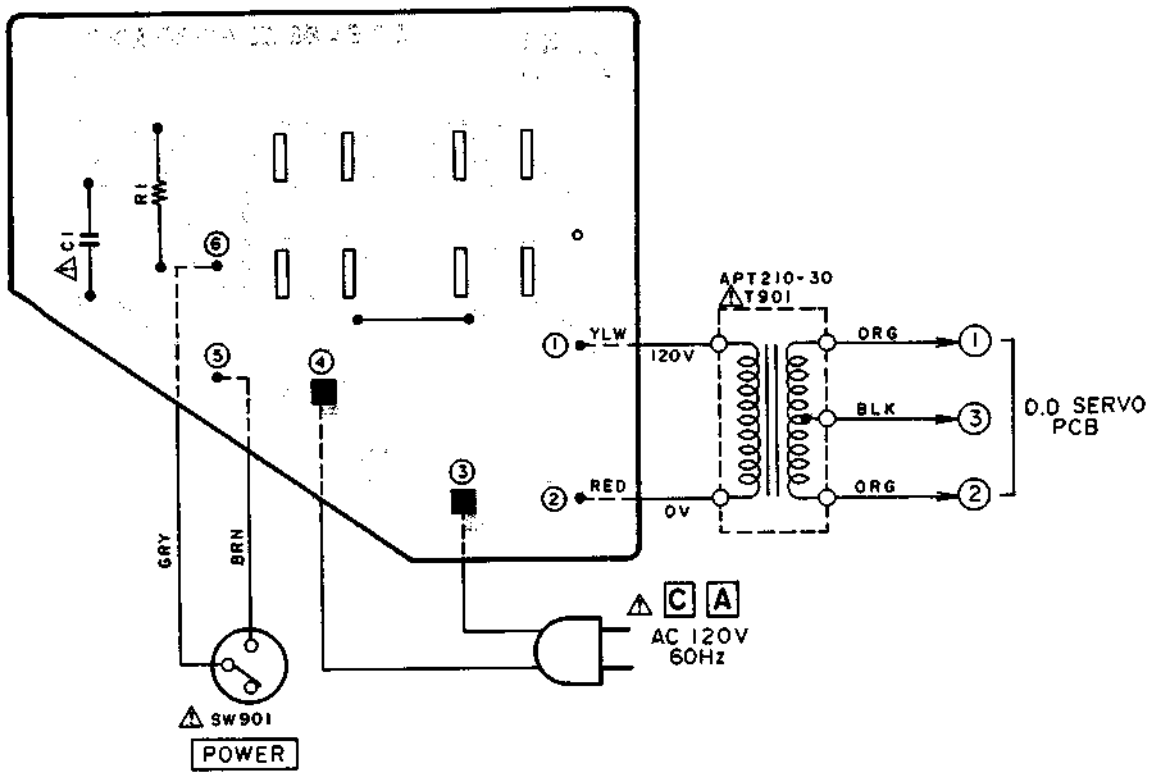 R1
C1
⑥
⑤
④
③
①
YLW
120V
②
RED
0V
APT210-30
T901
ORG
①
BLK
③
ORG
②
D.D SERVO
PCB
GRY
BRN
C A
AC 120V
60Hz
SW901
POWER